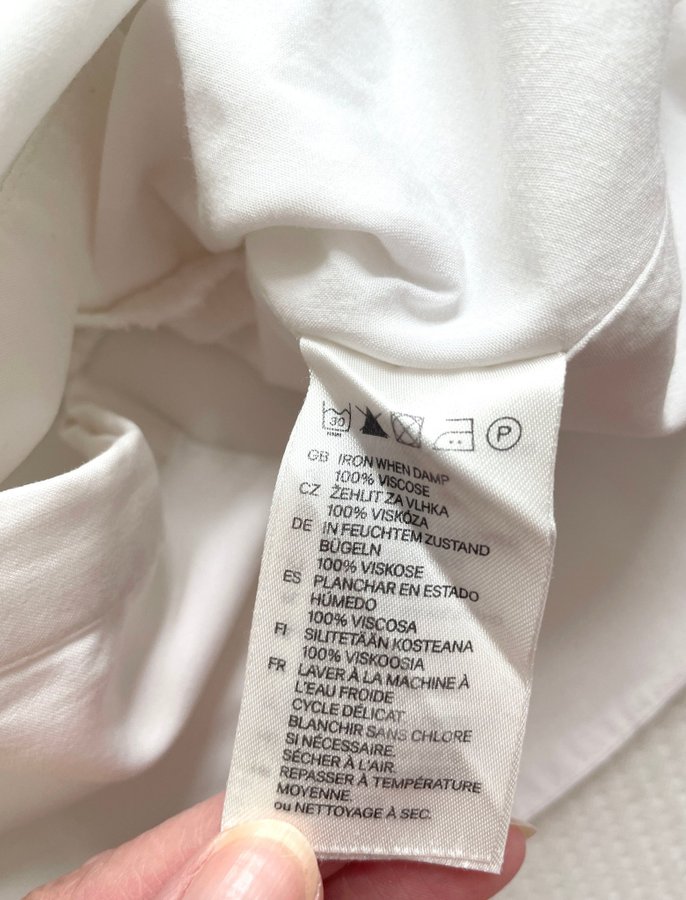 30
P
GB IRON WHEN DAMP
100% VISCOSE
CZ ŽEHLIT ZA VLHKA
100% VISKÓZA
DE IN FEUCHTEM ZUSTAND
BÜGELN
100% VISKOSE
ES PLANCHAR EN ESTADO
HÚMEDO
100% VISCOSA
FI SILITETÄÄN KOSTEANA
100% VISKOOSIA
FR LAVER À LA MACHINE À
L'EAU FROIDE
CYCLE DÉLICAT
BLANCHIR SANS CHLORE
SI NÉCESSAIRE.
SÉCHER À L'AIR.
REPASSER À TEMPÉRATURE
MOYENNE.
ou NETTOYAGE À SEC.